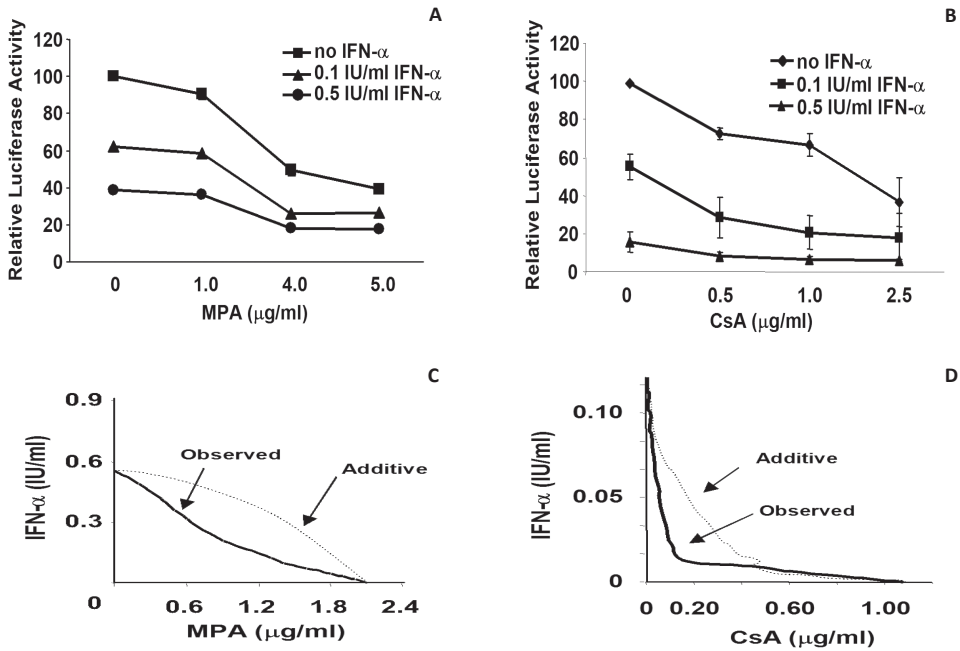 A
Relative Luciferase Activity
120
100
80
60
40
20
0
no IFN-α
0.1 IU/ml IFN-α
0.5 IU/ml IFN-α
0 1.0 4.0 5.0
MPA (μg/ml)
B
Relative Luciferase Activity
120
100
80
60
40
20
0
no IFN-α
0.1 IU/ml IFN-α
0.5 IU/ml IFN-α
0 0.5 1.0 2.5
CsA (μg/ml)
C
IFN-α (IU/ml)
0.9
0.6
0.3
0
Observed
Additive
0.6 1.2 1.8 2.4
MPA (μg/ml)
D
IFN-α (IU/ml)
0.10
0.05
0
Additive
Observed
0 0.20 0.60 1.00
CsA (μg/ml)